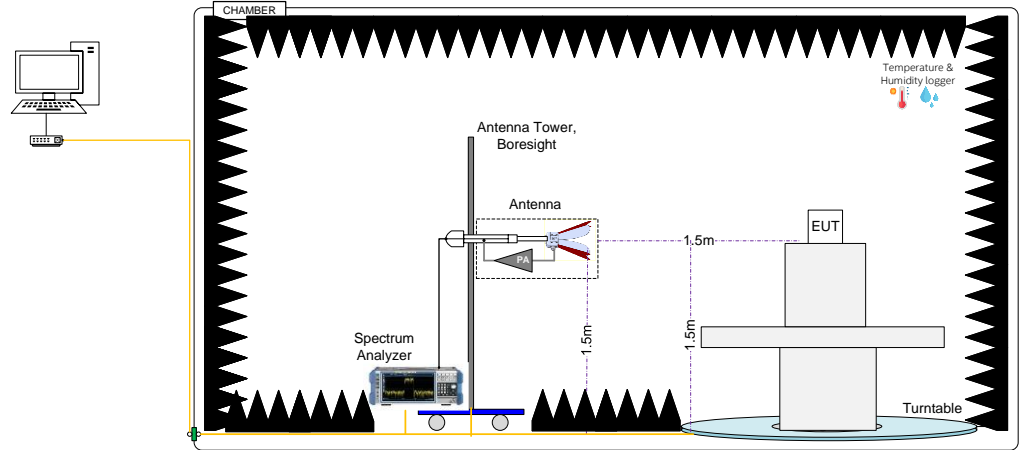 CHAMBER
Temperature &
Humidity logger
Antenna Tower,
Boresight
Antenna
EUT
1.5m
PA
1.5m
1.5m
Spectrum
Analyzer
Turntable